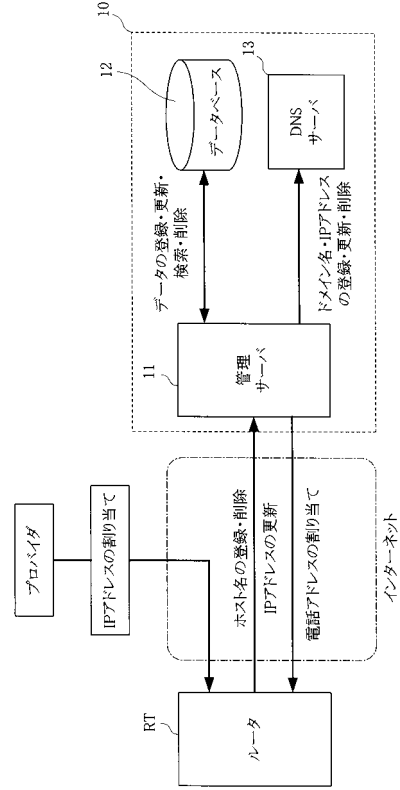 プロバイダ
IPアドレスの割り当て
RT
ルータ
ホスト名の登録・削除
IPアドレスの更新
電話アドレスの割り当て
インターネット
10
11
管理
サーバ
データの登録・更新・
検索・削除
12
データベース
ドメイン名・IPアドレス
の登録・更新・削除
13
DNS
サーバ